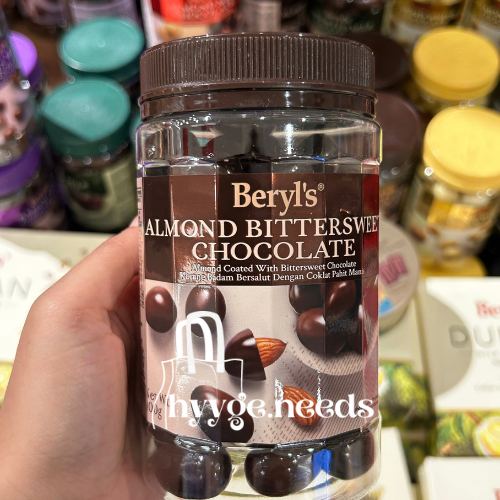 Beryl's®
ALMOND BITTERSWEET
CHOCOLATE
Almond Coated With Bittersweet Chocolate
Kacang Badam Bersalut Dengan Coklat Pahit Manis
hyyge.needs